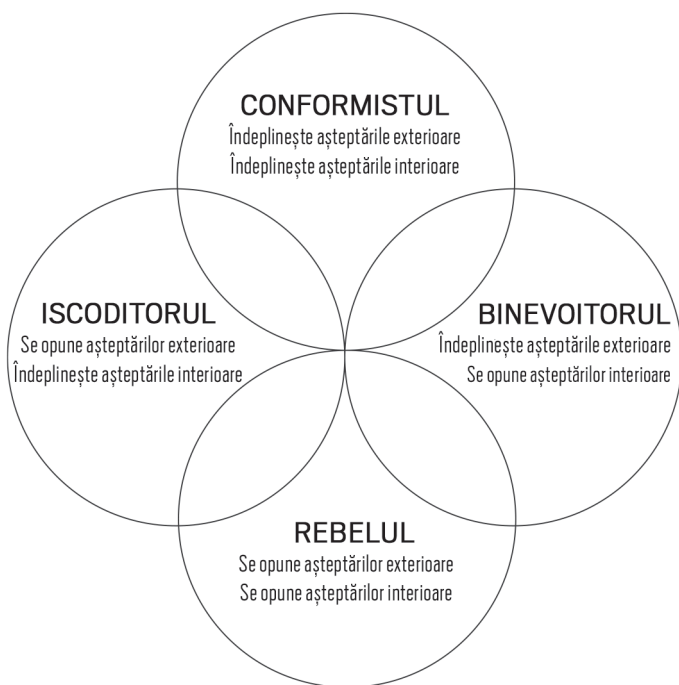 CONFORMISTUL
Îndeplinește așteptările exterioare
Îndeplinește așteptările interioare
ISCODITORUL
Se opune așteptărilor exterioare
Îndeplinește așteptările interioare
BINEVOITORUL
Îndeplinește așteptările exterioare
Se opune așteptărilor interioare
REBELUL
Se opune așteptărilor exterioare
Se opune așteptărilor interioare